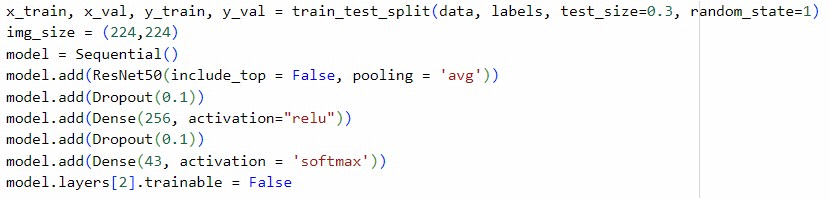 x_train, x_val, y_train, y_val = train_test_split(data, labels, test_size=0.3, random_state=1)
img_size = (224,224)
model = Sequential()
model.add(ResNet50(include_top = False, pooling = 'avg'))
model.add(Dropout(0.1))
model.add(Dense(256, activation="relu"))
model.add(Dropout(0.1))
model.add(Dense(43, activation = 'softmax'))
model.layers[2].trainable = False